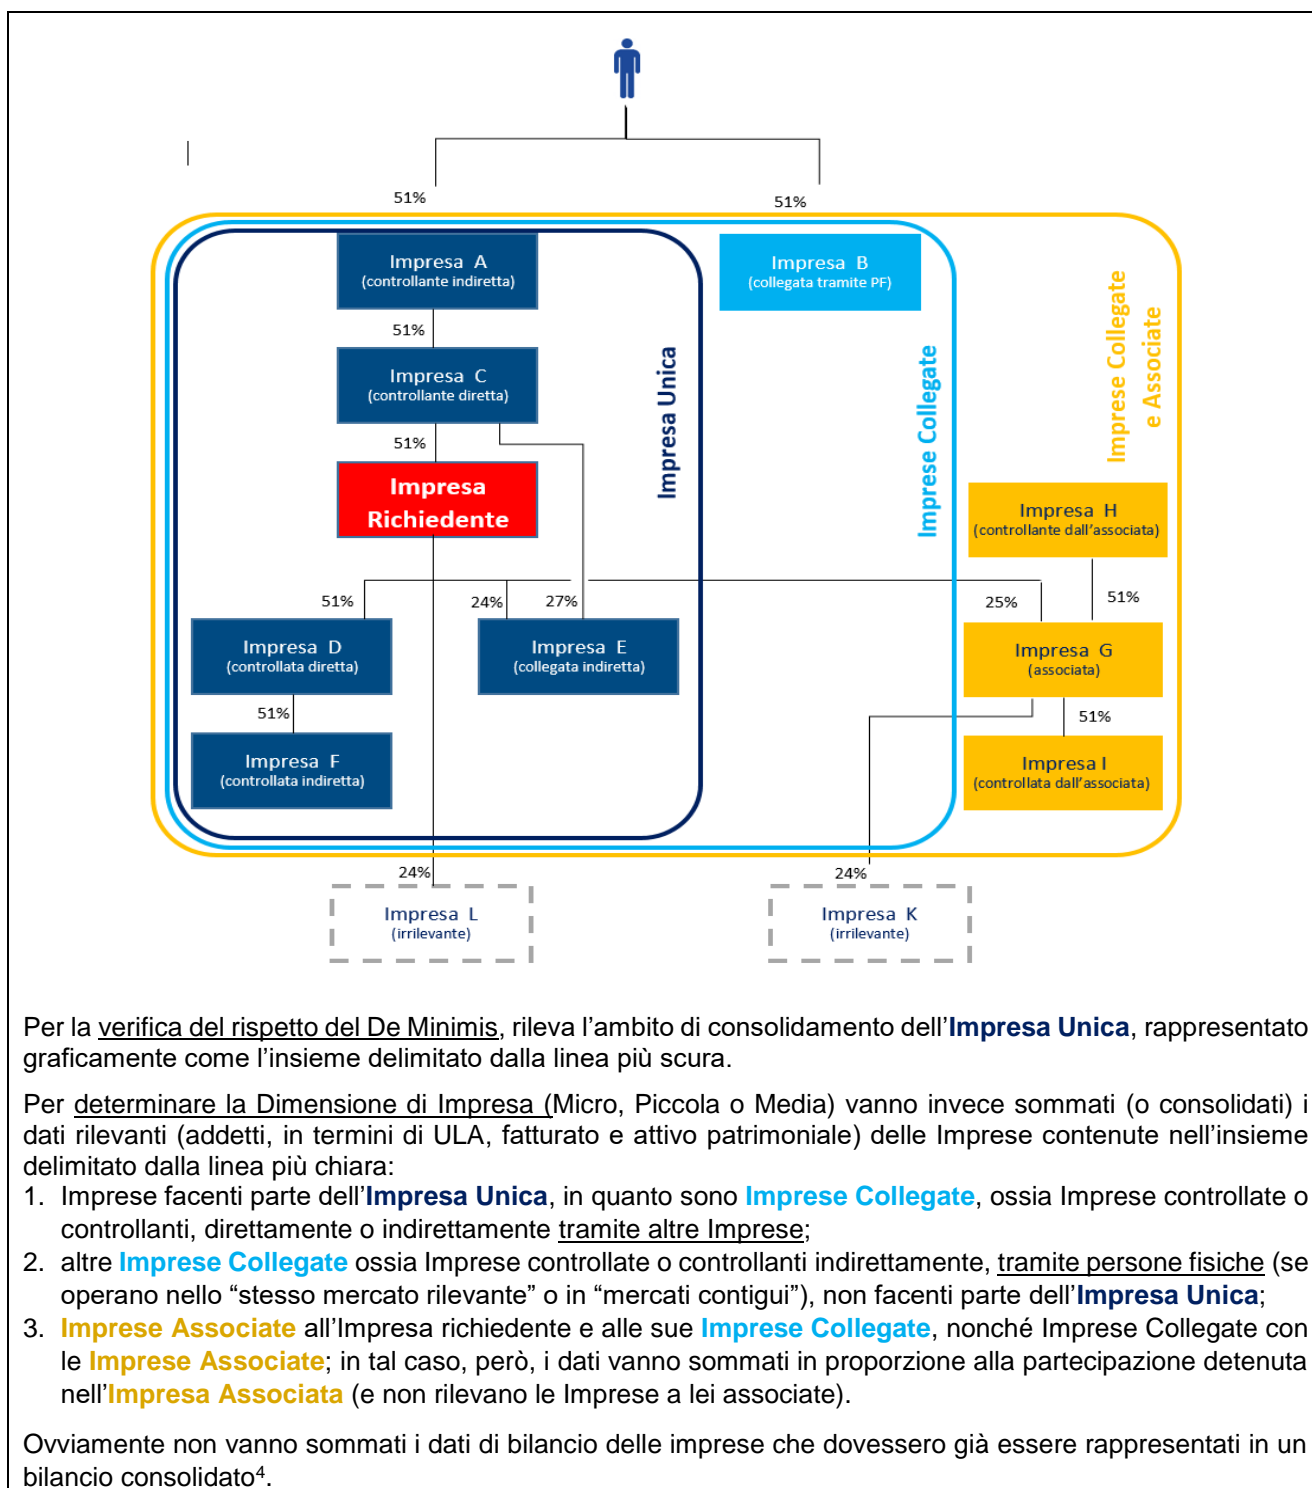 51%
51%
Impresa A
(controllante indiretta)
Impresa B
(collegata tramite PF)
51%
Impresa C
(controllante diretta)
51%
Impresa
Richiedente
Impresa Unica
Imprese Collegate
Imprese Collegate
e Associate
Impresa H
(controllante dall'associata)
51%
24%
27%
25%
51%
Impresa D
(controllata diretta)
Impresa E
(collegata indiretta)
Impresa G
(associata)
51%
51%
Impresa F
(controllata indiretta)
Impresa I
(controllata dall'associata)
24%
24%
Impresa L
(irrilevante)
Impresa K
(irrilevante)
Per la verifica del rispetto del De Minimis, rileva l'ambito di consolidamento dell'Impresa Unica, rappresentato
graficamente come l'insieme delimitato dalla linea più scura.
Per determinare la Dimensione di Impresa (Micro, Piccola o Media) vanno invece sommati (o consolidati) i
dati rilevanti (addetti, in termini di ULA, fatturato e attivo patrimoniale) delle Imprese contenute nell'insieme
delimitato dalla linea più chiara:
1. Imprese facenti parte dell'Impresa Unica, in quanto sono Imprese Collegate, ossia Imprese controllate o
controllanti, direttamente o indirettamente tramite altre Imprese;
2. altre Imprese Collegate ossia Imprese controllate o controllanti indirettamente, tramite persone fisiche (se
operano nello “stesso mercato rilevante” o in “mercati contigui”), non facenti parte dell'Impresa Unica;
3. Imprese Associate all'Impresa richiedente e alle sue Imprese Collegate, nonché Imprese Collegate con
le Imprese Associate; in tal caso, però, i dati vanno sommati in proporzione alla partecipazione detenuta
nell'Impresa Associata (e non rilevano le Imprese a lei associate).
Ovviamente non vanno sommati i dati di bilancio delle imprese che dovessero già essere rappresentati in un
bilancio consolidato⁴.